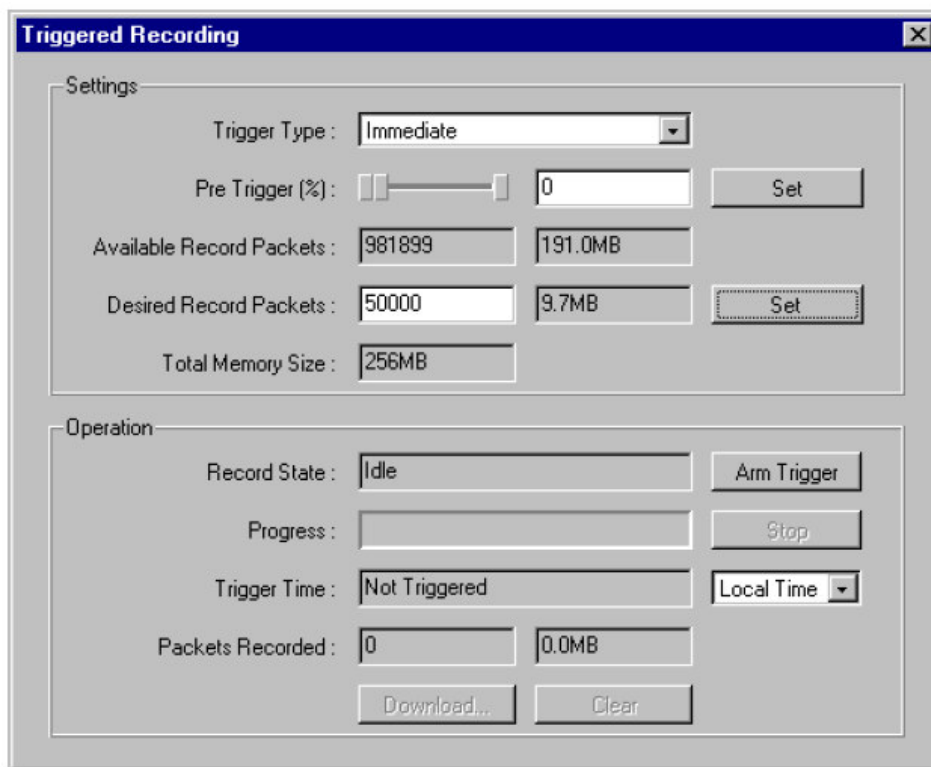 Triggered Recording
Settings
Trigger Type : Immediate
Pre Trigger (%) : 0 Set
Available Record Packets : 981899 191.0MB
Desired Record Packets : 50000 9.7MB Set
Total Memory Size : 256MB
Operation
Record State : Idle Arm Trigger
Progress : Stop
Trigger Time : Not Triggered Local Time
Packets Recorded : 0 0.0MB
Download... Clear